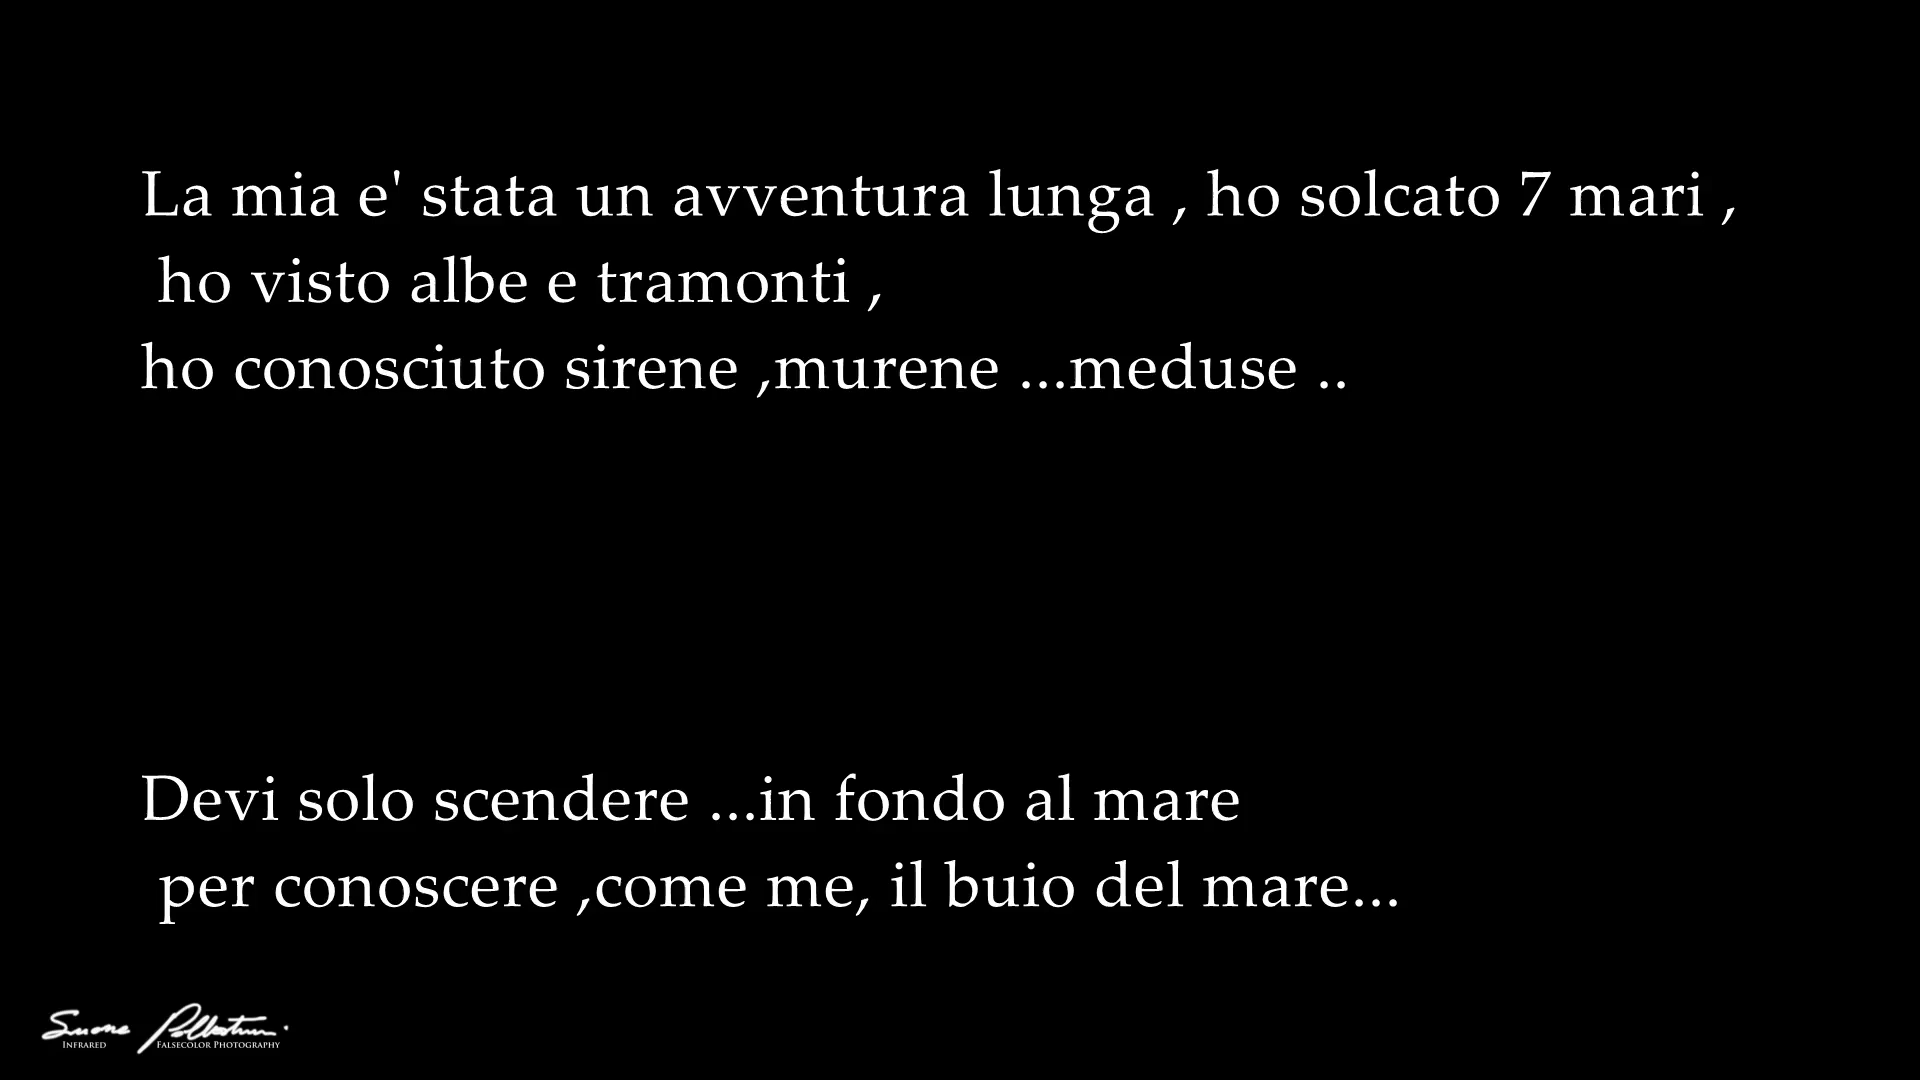 La mia e' stata un avventura lunga , ho solcato 7 mari ,
ho visto albe e tramonti ,
ho conosciuto sirene ,murene ...meduse ..
Devi solo scendere ...in fondo al mare
per conoscere ,come me, il buio del mare...
INFRARED FALSECOLOR PHOTOGRAPHY